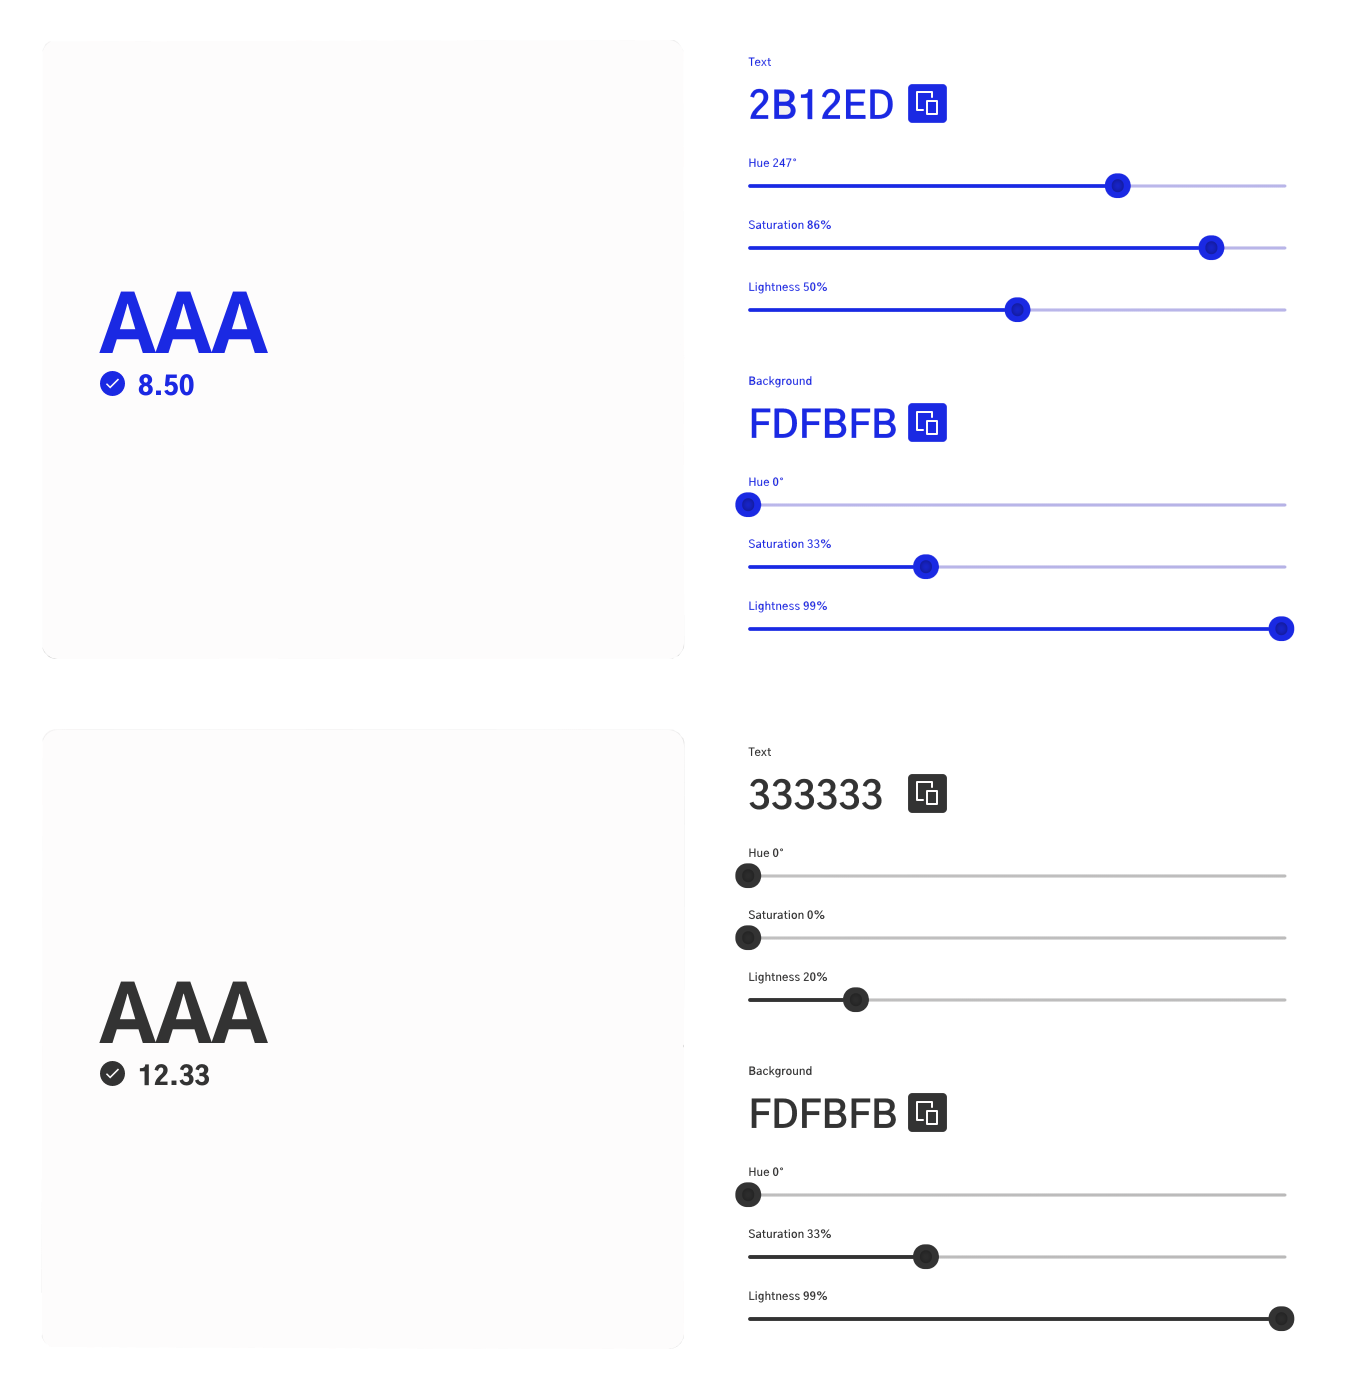 AAA
8.50
Text
2B12ED
Hue 247°
Saturation 86%
Lightness 50%
Background
FDFBFB
Hue 0°
Saturation 33%
Lightness 99%
AAA
12.33
Text
333333
Hue 0°
Saturation 0%
Lightness 20%
Background
FDFBFB
Hue 0°
Saturation 33%
Lightness 99%